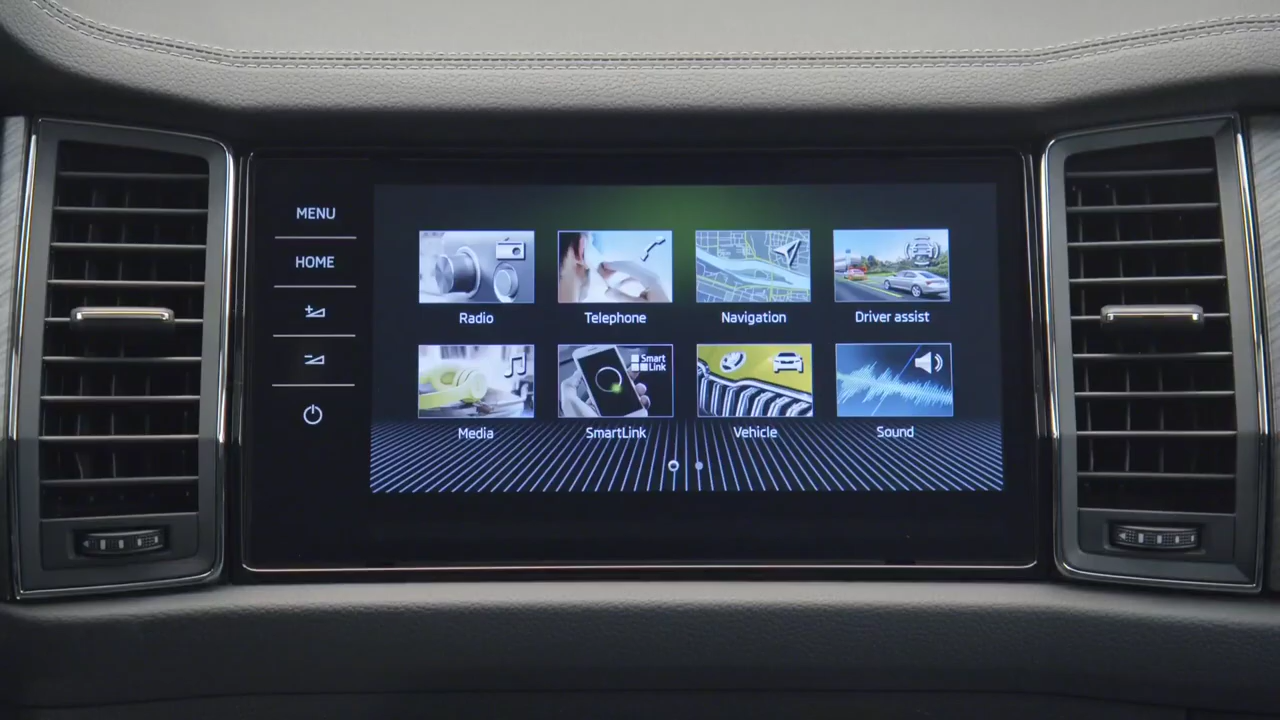 MENU
HOME
Radio
Telephone
Navigation
Driver assist
Smart
Link
Media
SmartLink
Vehicle
Sound